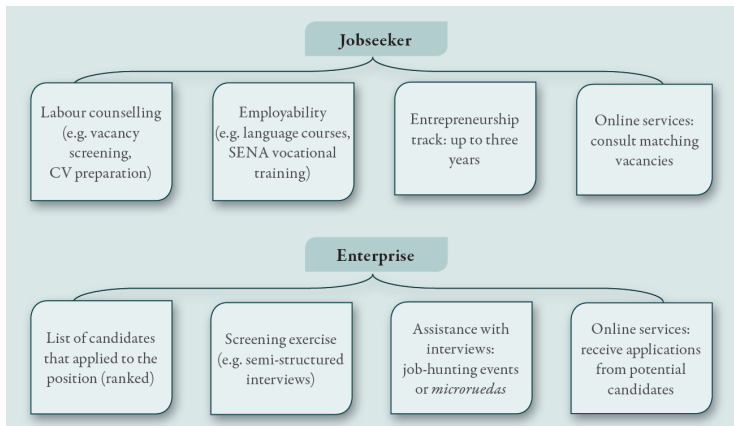 Jobseeker
Labour counselling
(e.g. vacancy
screening,
CV preparation)
Employability
(e.g. language courses,
SENA vocational
training)
Entrepreneurship
track: up to three
years
Online services:
consult matching
vacancies
Enterprise
List of candidates
that applied to the
position (ranked)
Screening exercise
(e.g. semi-structured
interviews)
Assistance with
interviews:
job-hunting events
or microruedas
Online services:
receive applications
from potential
candidates